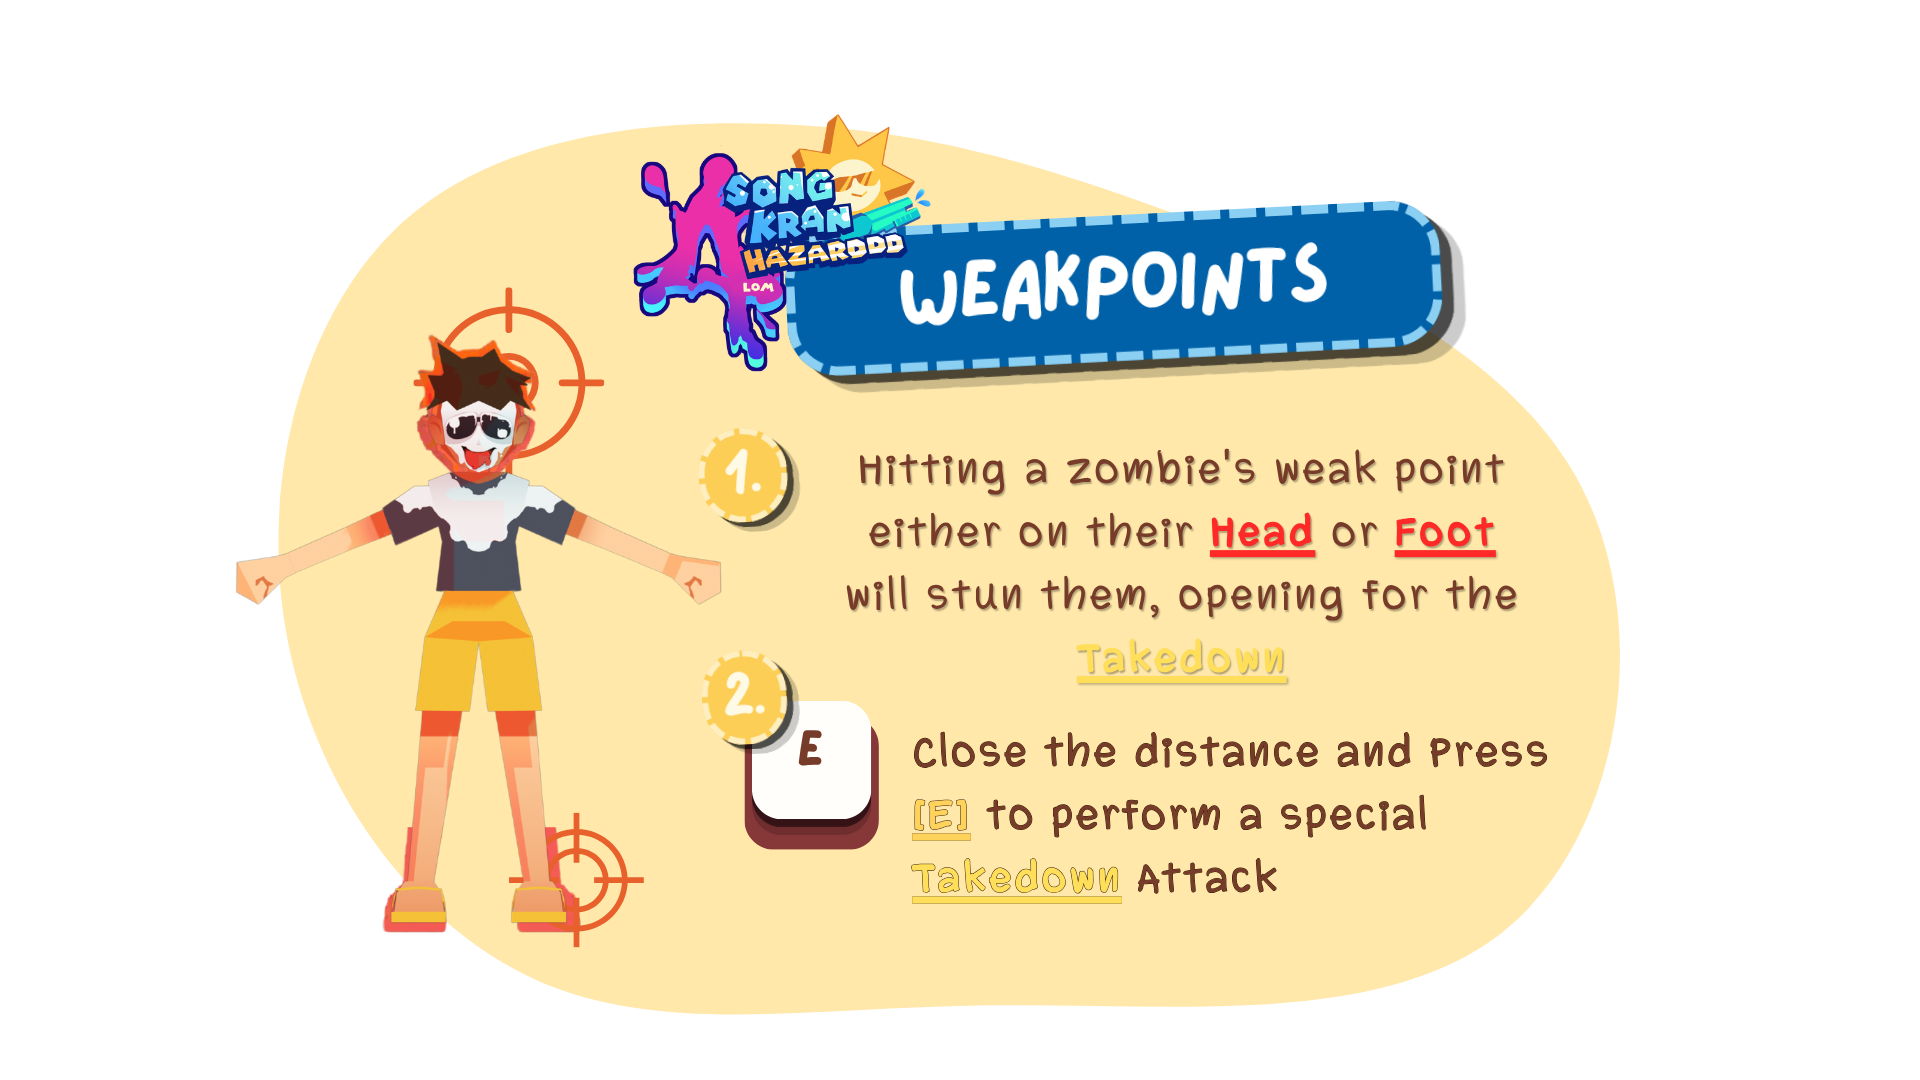 SONG
KRAN
HAZARDDD
LOM
WEAKPOINTS
1.
Hitting a zombie's weak point
either on their Head or Foot
will stun them, opening for the
Takedown
2.
E
Close the distance and Press
[E] to perform a special
Takedown Attack